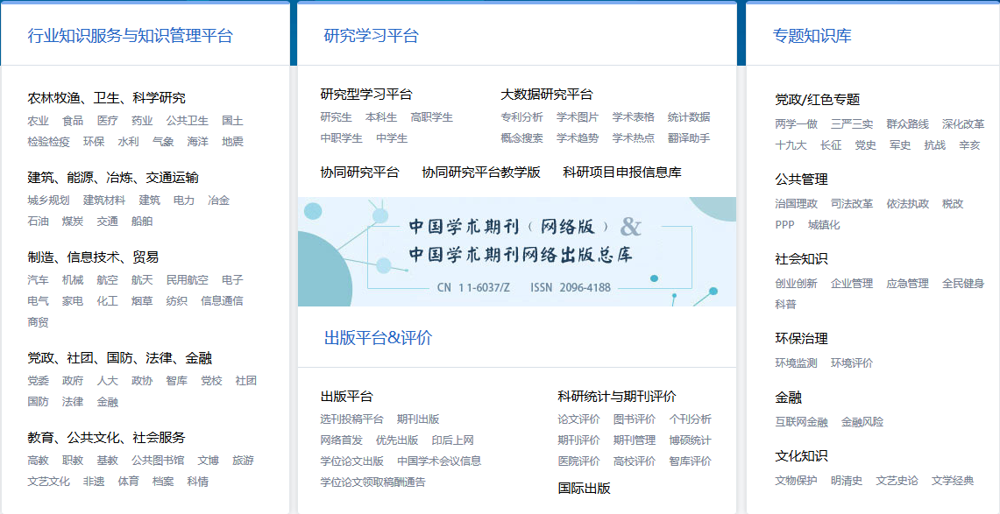 行业知识服务与知识管理平台
农林牧渔、卫生、科学研究
农业 食品 医疗 药业 公共卫生 国土
检验检疫 环保 水利 气象 海洋 地震
建筑、能源、冶炼、交通运输
城乡规划 建筑材料 建筑 电力 冶金
石油 煤炭 交通 船舶
制造、信息技术、贸易
汽车 机械 航空 航天 民用航空 电子
电气 家电 化工 烟草 纺织 信息通信
商贸
党政、社团、国防、法律、金融
党委 政府 人大 政协 智库 党校 社团
国防 法律 金融
教育、公共文化、社会服务
高教 职教 基教 公共图书馆 文博 旅游
文艺文化 非遗 体育 档案 科情
研究学习平台
研究型学习平台
研究生 本科生 高职学生
中职学生 中学生
大数据研究平台
专利分析 学术图片 学术表格 统计数据
概念搜索 学术趋势 学术热点 翻译助手
协同研究平台 协同研究平台教学版 科研项目申报信息库
中国学术期刊（网络版）&
中国学术期刊网络出版总库
CN 11-6037/Z ISSN 2096-4188
出版平台&评价
出版平台
选刊投稿平台 期刊出版
网络首发 优先出版 印后上网
学位论文出版 中国学术会议信息
学位论文领取稿酬通告
科研统计与期刊评价
论文评价 图书评价 个刊分析
期刊评价 期刊管理 博硕统计
医院评价 高校评价 智库评价
国际出版
专题知识库
党政/红色专题
两学一做 三严三实 群众路线 深化改革
十九大 长征 党史 军史 抗战 辛亥
公共管理
治国理政 司法改革 依法执政 税改
PPP 城镇化
社会知识
创业创新 企业管理 应急管理 全民健身
科普
环保治理
环境监测 环境评价
金融
互联网金融 金融风险
文化知识
文物保护 明清史 文艺史论 文学经典